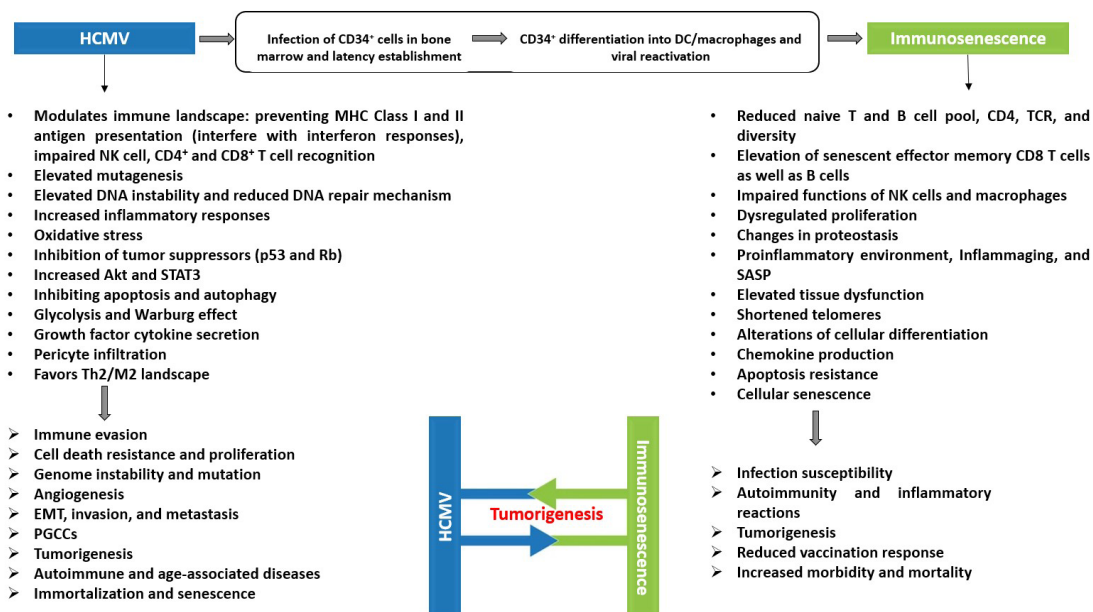 HCMV
Infection of CD34⁺ cells in bone
marrow and latency establishment
CD34⁺ differentiation into DC/macrophages and
viral reactivation
Immunosenescence
• Modulates immune landscape: preventing MHC Class I and II
antigen presentation (interfere with interferon responses),
impaired NK cell, CD4⁺ and CD8⁺ T cell recognition
• Elevated mutagenesis
• Elevated DNA instability and reduced DNA repair mechanism
• Increased inflammatory responses
• Oxidative stress
• Inhibition of tumor suppressors (p53 and Rb)
• Increased Akt and STAT3
• Inhibiting apoptosis and autophagy
• Glycolysis and Warburg effect
• Growth factor cytokine secretion
• Pericyte infiltration
• Favors Th2/M2 landscape
➢ Immune evasion
➢ Cell death resistance and proliferation
➢ Genome instability and mutation
➢ Angiogenesis
➢ EMT, invasion, and metastasis
➢ PGCCs
➢ Tumorigenesis
➢ Autoimmune and age-associated diseases
➢ Immortalization and senescence
HCMV
Tumorigenesis
Immunosenescence
• Reduced naive T and B cell pool, CD4, TCR, and
diversity
• Elevation of senescent effector memory CD8 T cells
as well as B cells
• Impaired functions of NK cells and macrophages
• Dysregulated proliferation
• Changes in proteostasis
• Proinflammatory environment, Inflammaging, and
SASP
• Elevated tissue dysfunction
• Shortened telomeres
• Alterations of cellular differentiation
• Chemokine production
• Apoptosis resistance
• Cellular senescence
➢ Infection susceptibility
➢ Autoimmunity and inflammatory
reactions
➢ Tumorigenesis
➢ Reduced vaccination response
➢ Increased morbidity and mortality